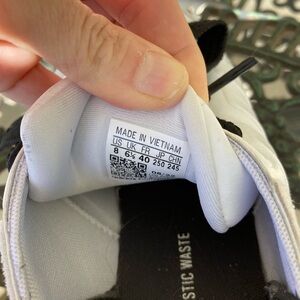 MADE IN VIETNAM
US UK FR JP CHN
8 6½ 40 250 245
STIC WASTE